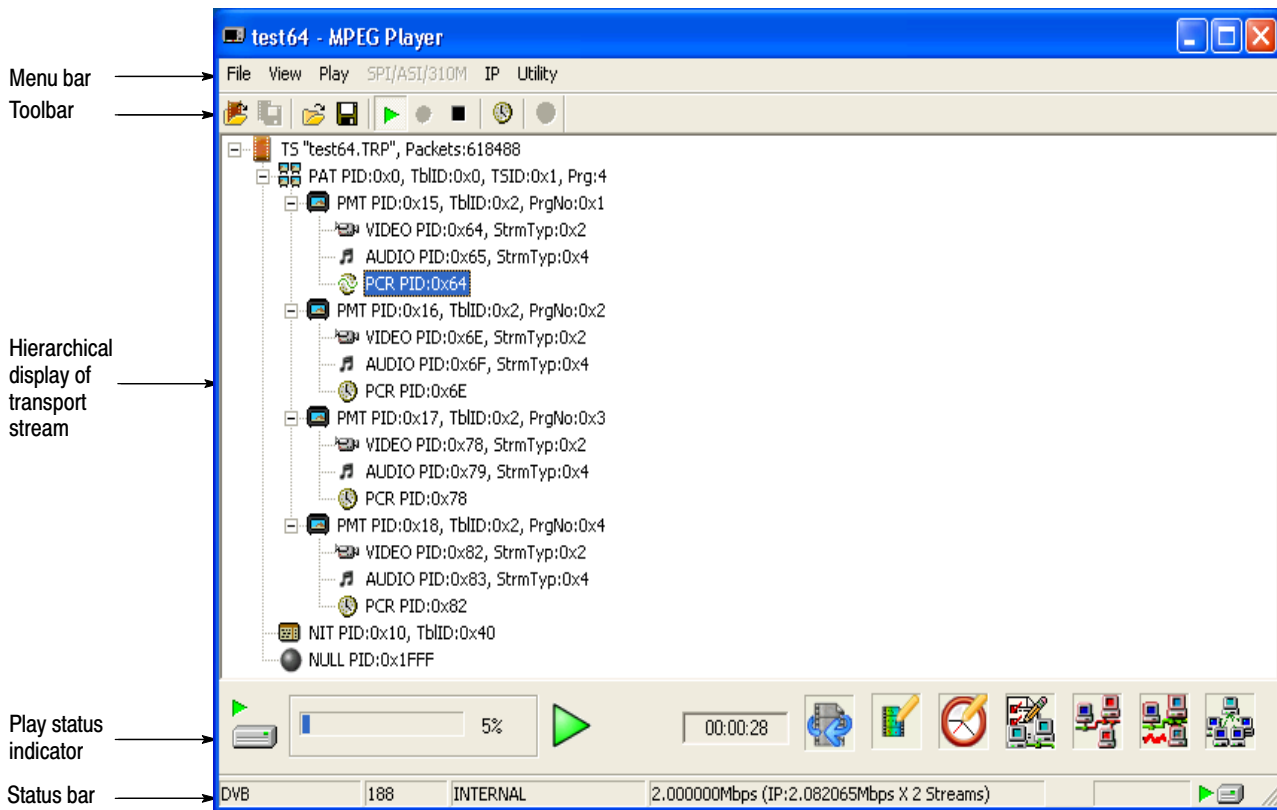 test64 - MPEG Player
Menu bar
File View Play SPI/ASI/310M IP Utility
Toolbar
TS "test64.TRP", Packets:618488
PAT PID:0x0, TblID:0x0, TSID:0x1, Prg:4
PMT PID:0x15, TblID:0x2, PrgNo:0x1
VIDEO PID:0x64, StrmTyp:0x2
AUDIO PID:0x65, StrmTyp:0x4
PCR PID:0x64
PMT PID:0x16, TblID:0x2, PrgNo:0x2
VIDEO PID:0x6E, StrmTyp:0x2
AUDIO PID:0x6F, StrmTyp:0x4
PCR PID:0x6E
PMT PID:0x17, TblID:0x2, PrgNo:0x3
VIDEO PID:0x78, StrmTyp:0x2
AUDIO PID:0x79, StrmTyp:0x4
PCR PID:0x78
PMT PID:0x18, TblID:0x2, PrgNo:0x4
VIDEO PID:0x82, StrmTyp:0x2
AUDIO PID:0x83, StrmTyp:0x4
PCR PID:0x82
NIT PID:0x10, TblID:0x40
NULL PID:0x1FFF
Hierarchical
display of
transport
stream
Play status
indicator
5%
00:00:28
Status bar
DVB 188 INTERNAL 2.000000Mbps (IP:2.082065Mbps X 2 Streams)